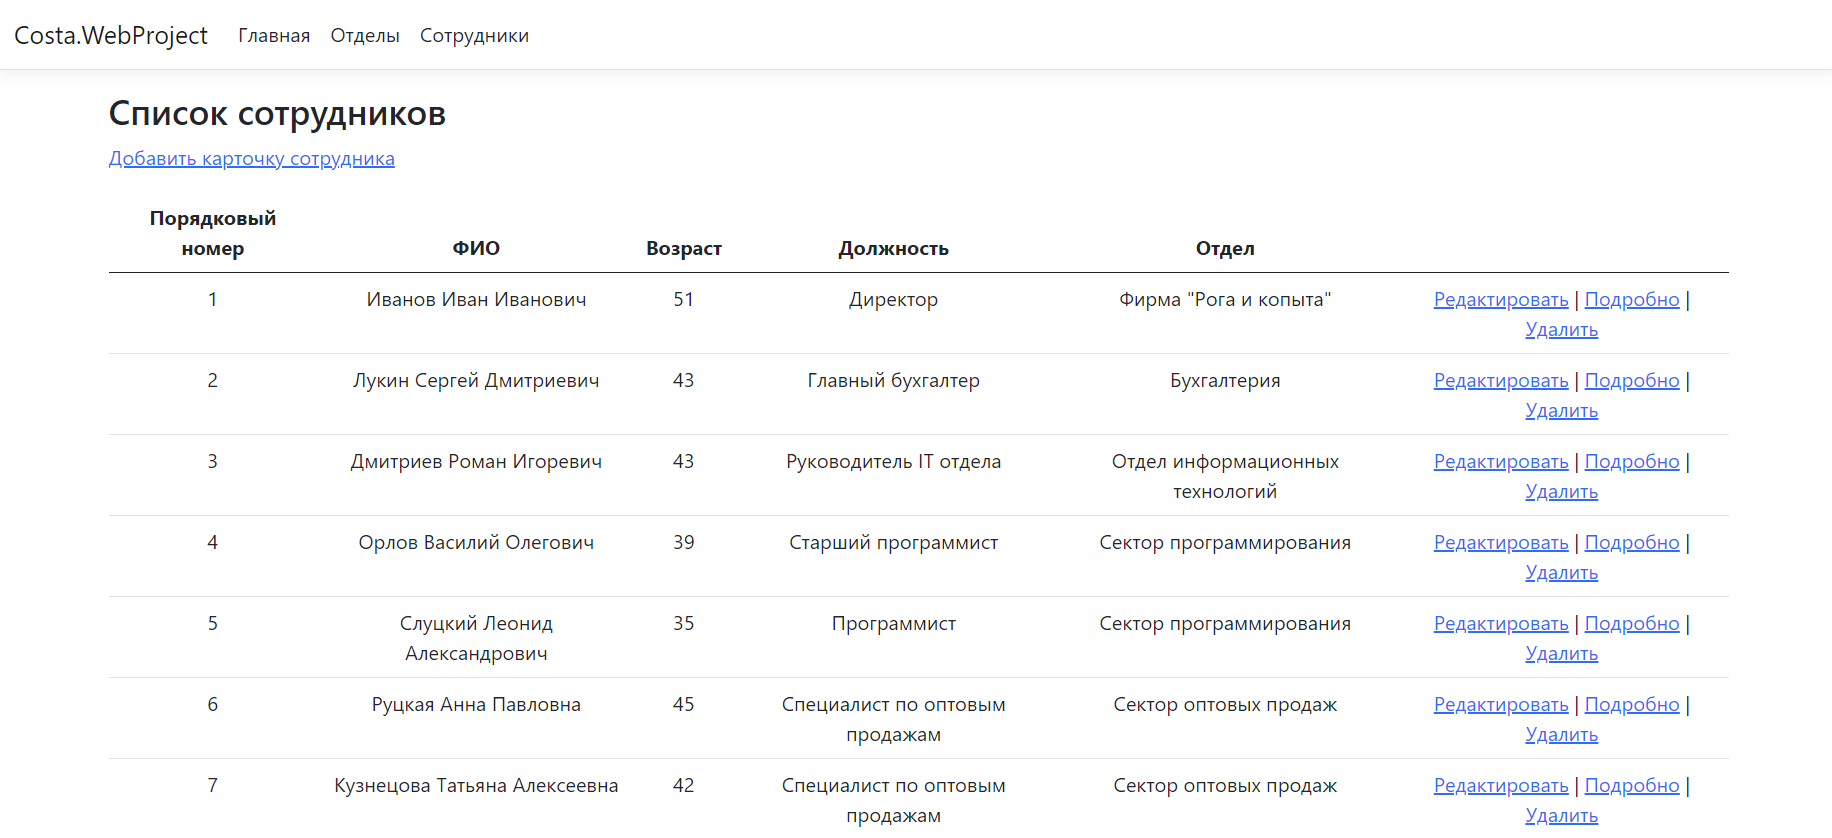 Costa.WebProject Главная Отделы Сотрудники
Список сотрудников
Добавить карточку сотрудника
Порядковый
номер ФИО Возраст Должность Отдел
1 Иванов Иван Иванович 51 Директор Фирма "Рога и копыта" Редактировать | Подробно |
Удалить
2 Лукин Сергей Дмитриевич 43 Главный бухгалтер Бухгалтерия Редактировать | Подробно |
Удалить
3 Дмитриев Роман Игоревич 43 Руководитель IT отдела Отдел информационных Редактировать | Подробно |
технологий Удалить
4 Орлов Василий Олегович 39 Старший программист Сектор программирования Редактировать | Подробно |
Удалить
5 Слуцкий Леонид 35 Программист Сектор программирования Редактировать | Подробно |
Александрович Удалить
6 Руцкая Анна Павловна 45 Специалист по оптовым Сектор оптовых продаж Редактировать | Подробно |
продажам Удалить
7 Кузнецова Татьяна Алексеевна 42 Специалист по оптовым Сектор оптовых продаж Редактировать | Подробно |
продажам Удалить